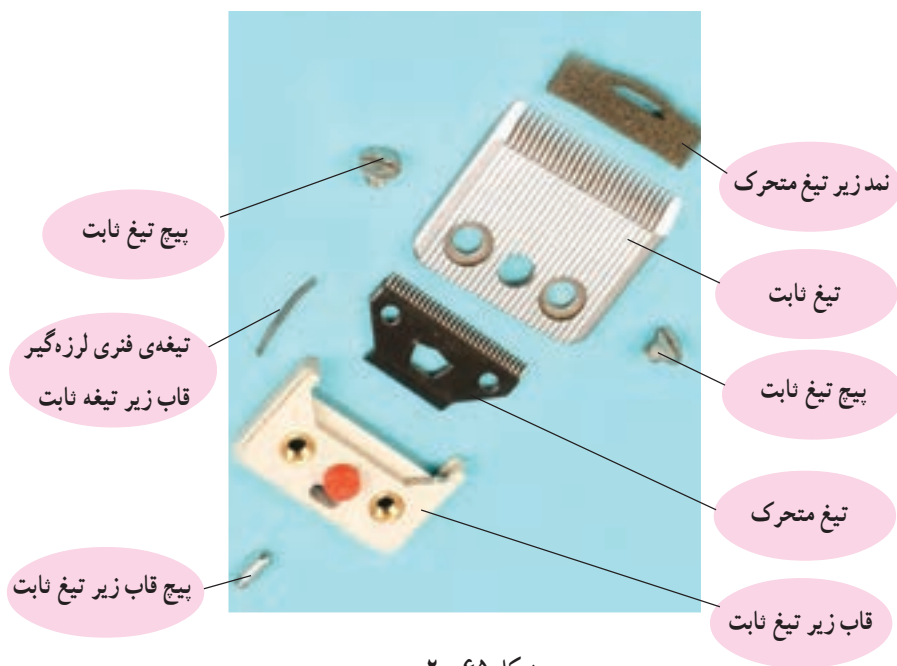 نمد زیر تیغ متحرک
پیچ تیغ ثابت
تیغ ثابت
تیغه‌ی فنری لرزه‌گیر
قاب زیر تیغه ثابت
پیچ تیغ ثابت
تیغ متحرک
پیچ قاب زیر تیغ ثابت
قاب زیر تیغ ثابت